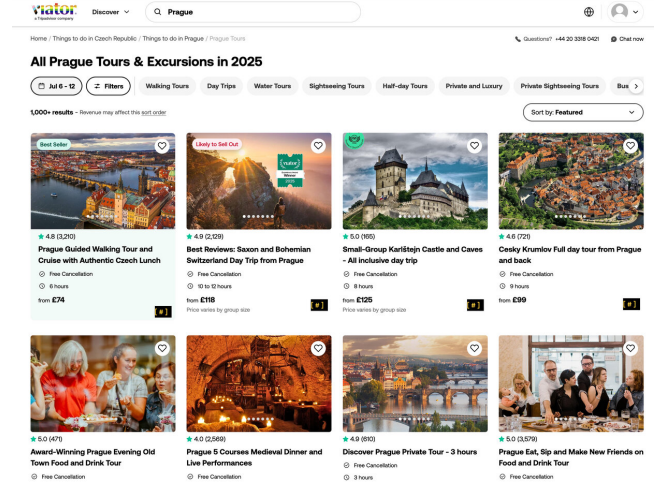 viator
a Tripadvisor company
Discover
Prague
Home / Things to do in Czech Republic / Things to do in Prague / Prague Tours
Questions? +44 20 3318 0421
Chat now
All Prague Tours & Excursions in 2025
Jul 6 - 12
Filters
Walking Tours
Day Trips
Water Tours
Sightseeing Tours
Half-day Tours
Private and Luxury
Private Sightseeing Tours
Bus
1,000+ results - Revenue may affect this sort order
Sort by: Featured
Best Seller
4.8 (3,210)
Prague Guided Walking Tour and
Cruise with Authentic Czech Lunch
Free Cancellation
6 hours
from £74
[#]
Likely to Sell Out
viator
Winner
2025
4.9 (2,129)
Best Reviews: Saxon and Bohemian
Switzerland Day Trip from Prague
Free Cancellation
10 to 12 hours
from £118
Price varies by group size
[#]
5.0 (165)
Small-Group Karlštejn Castle and Caves
- All inclusive day trip
Free Cancellation
8 hours
from £125
Price varies by group size
[#]
4.6 (721)
Cesky Krumlov Full day tour from Prague
and back
Free Cancellation
9 hours
from £99
[#]
5.0 (471)
Award-Winning Prague Evening Old
Town Food and Drink Tour
Free Cancellation
4.0 (2,569)
Prague 5 Courses Medieval Dinner and
Live Performances
Free Cancellation
4.9 (610)
Discover Prague Private Tour - 3 hours
Free Cancellation
3 hours
5.0 (3,579)
Prague Eat, Sip and Make New Friends on
Food and Drink Tour
Free Cancellation